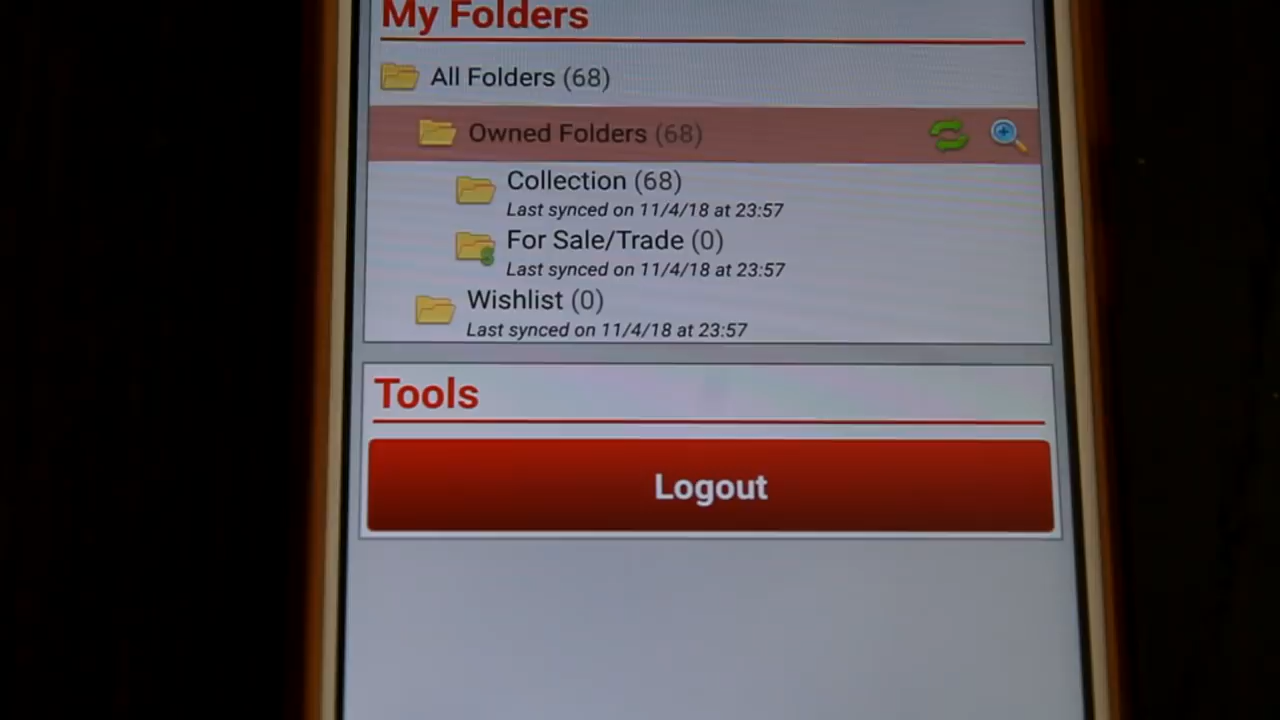 My Folders
All Folders (68)
Owned Folders (68)
Collection (68)
Last synced on 11/4/18 at 23:57
For Sale/Trade (0)
Last synced on 11/4/18 at 23:57
Wishlist (0)
Last synced on 11/4/18 at 23:57
Tools
Logout